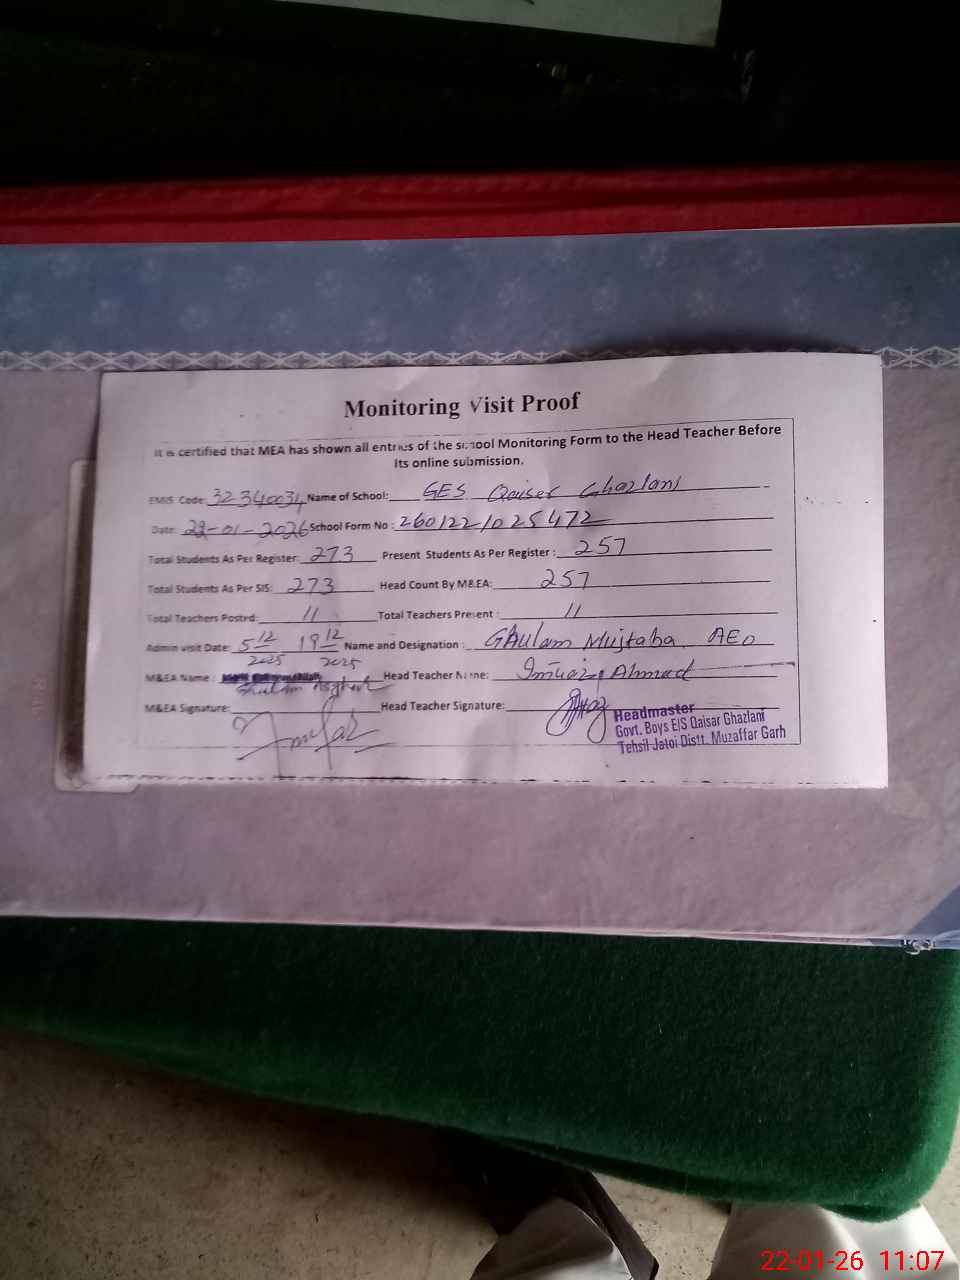 Monitoring Visit Proof
It is certified that MEA has shown all entries of the school Monitoring Form to the Head Teacher Before
its online submission.
EMIS Code: 32340034 Name of School: GES Qaiser Ghazlani
Date: 22-01-2026 School Form No : 2601221025472
Total Students As Per Register: 273 Present Students As Per Register : 257
Total Students As Per SIS: 273 Head Count By M&EA: 257
Total Teachers Posted: 11 Total Teachers Present : 11
Admin visit Date: 5 12 2025 19 12 2025 Name and Designation : Ghulam Mujtaba AEO
M&EA Name : Ghulam Asghar Head Teacher Name: Imtiaz Ahmad
M&EA Signature: Head Teacher Signature:
Headmaster
Govt. Boys E/S Qaisar Ghazlani
Tehsil Jatoi Distt. Muzaffar Garh
22-01-26 11:07